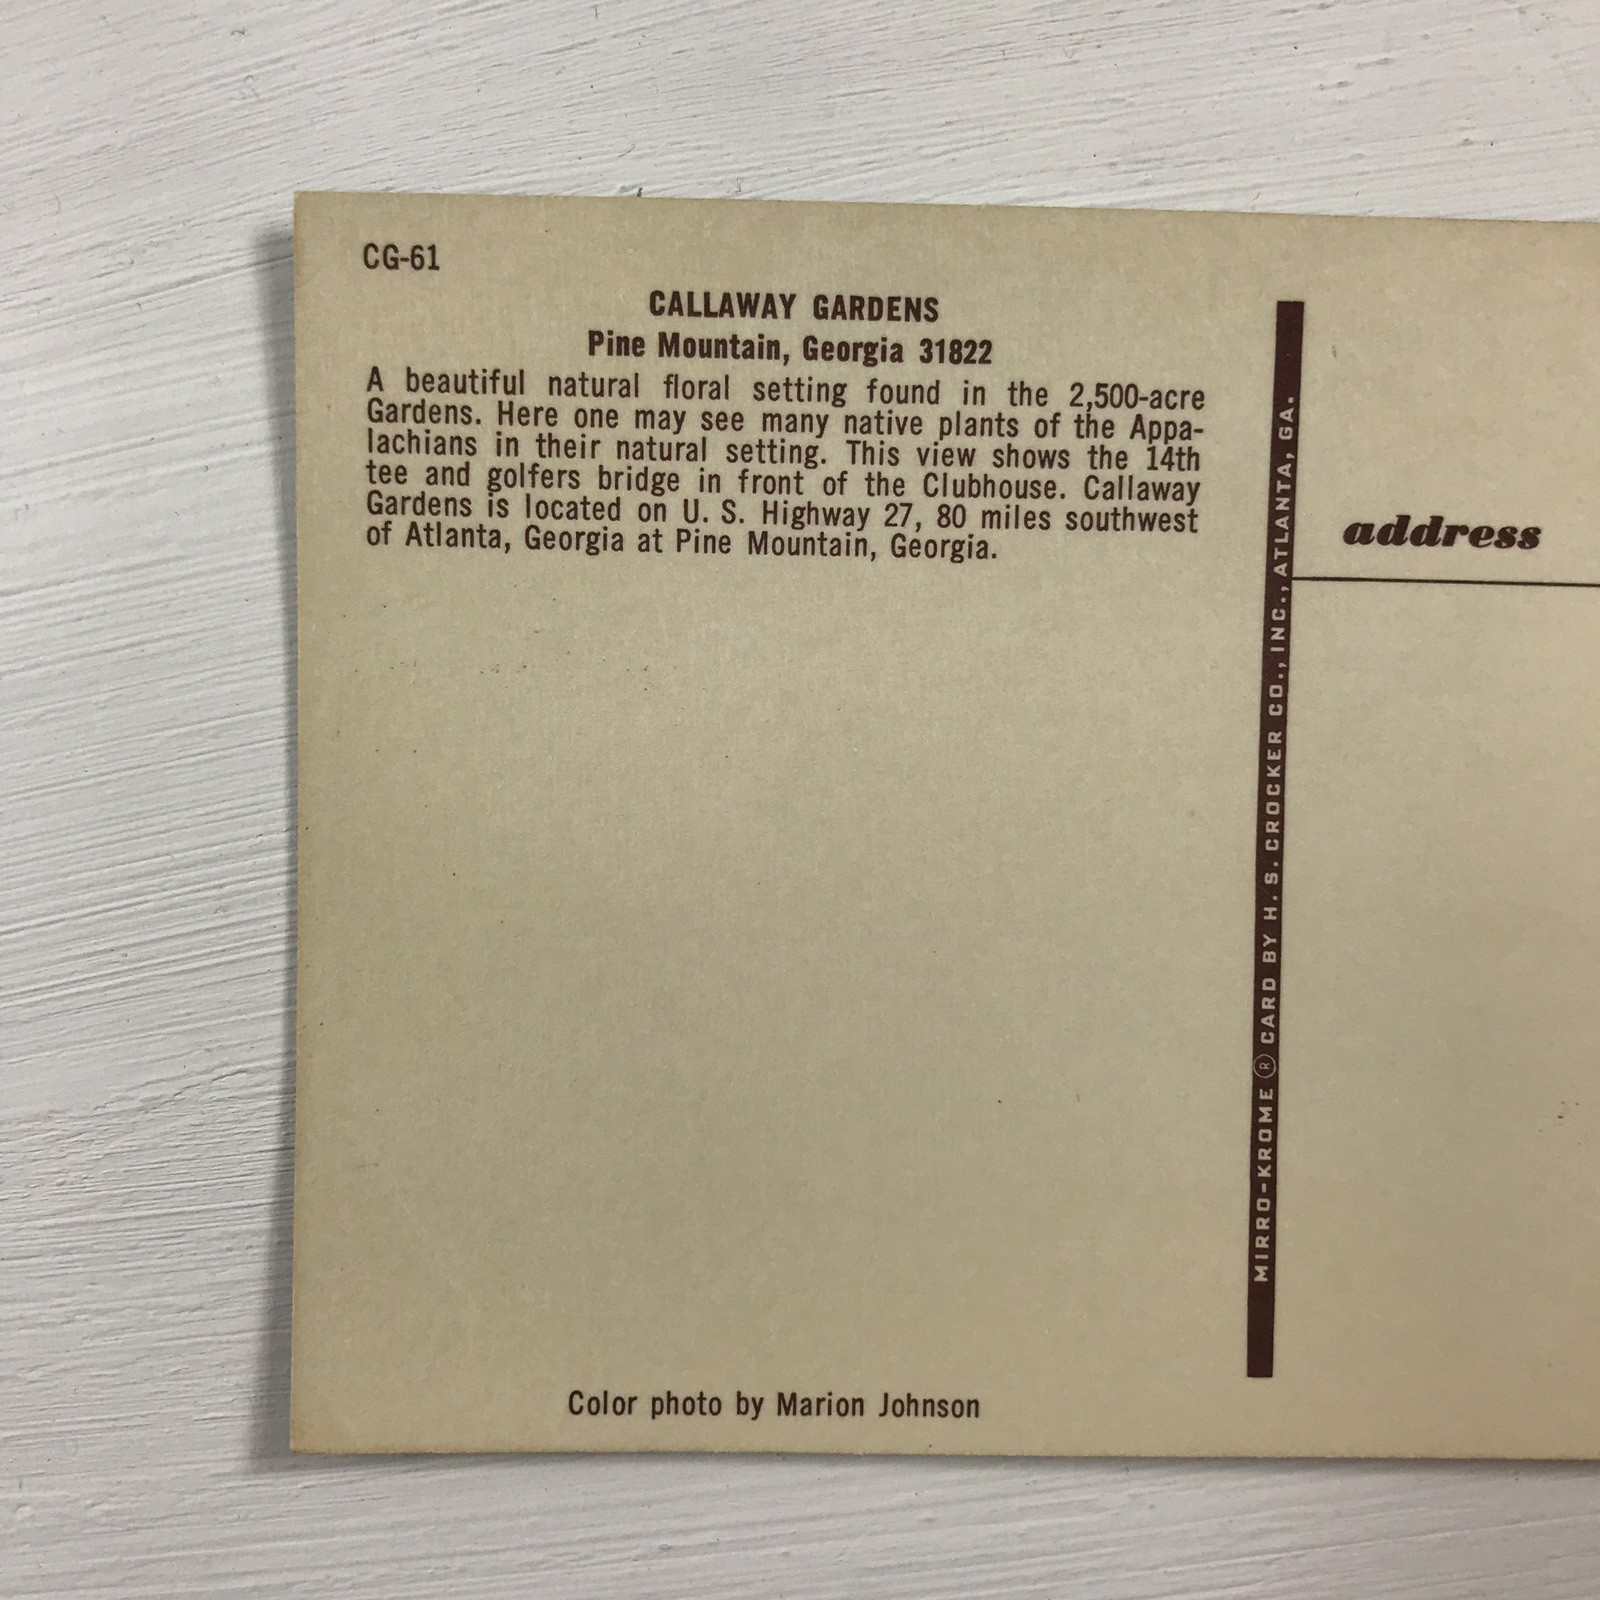 CG-61
CALLAWAY GARDENS
Pine Mountain, Georgia 31822
A beautiful natural floral setting found in the 2,500-acre
Gardens. Here one may see many native plants of the Appa-
lachians in their natural setting. This view shows the 14th
tee and golfers bridge in front of the Clubhouse. Callaway
Gardens is located on U. S. Highway 27, 80 miles southwest
of Atlanta, Georgia at Pine Mountain, Georgia.
Color photo by Marion Johnson
MIRRO-KROME ® CARD BY H. S. CROCKER CO., INC., ATLANTA, GA.
address